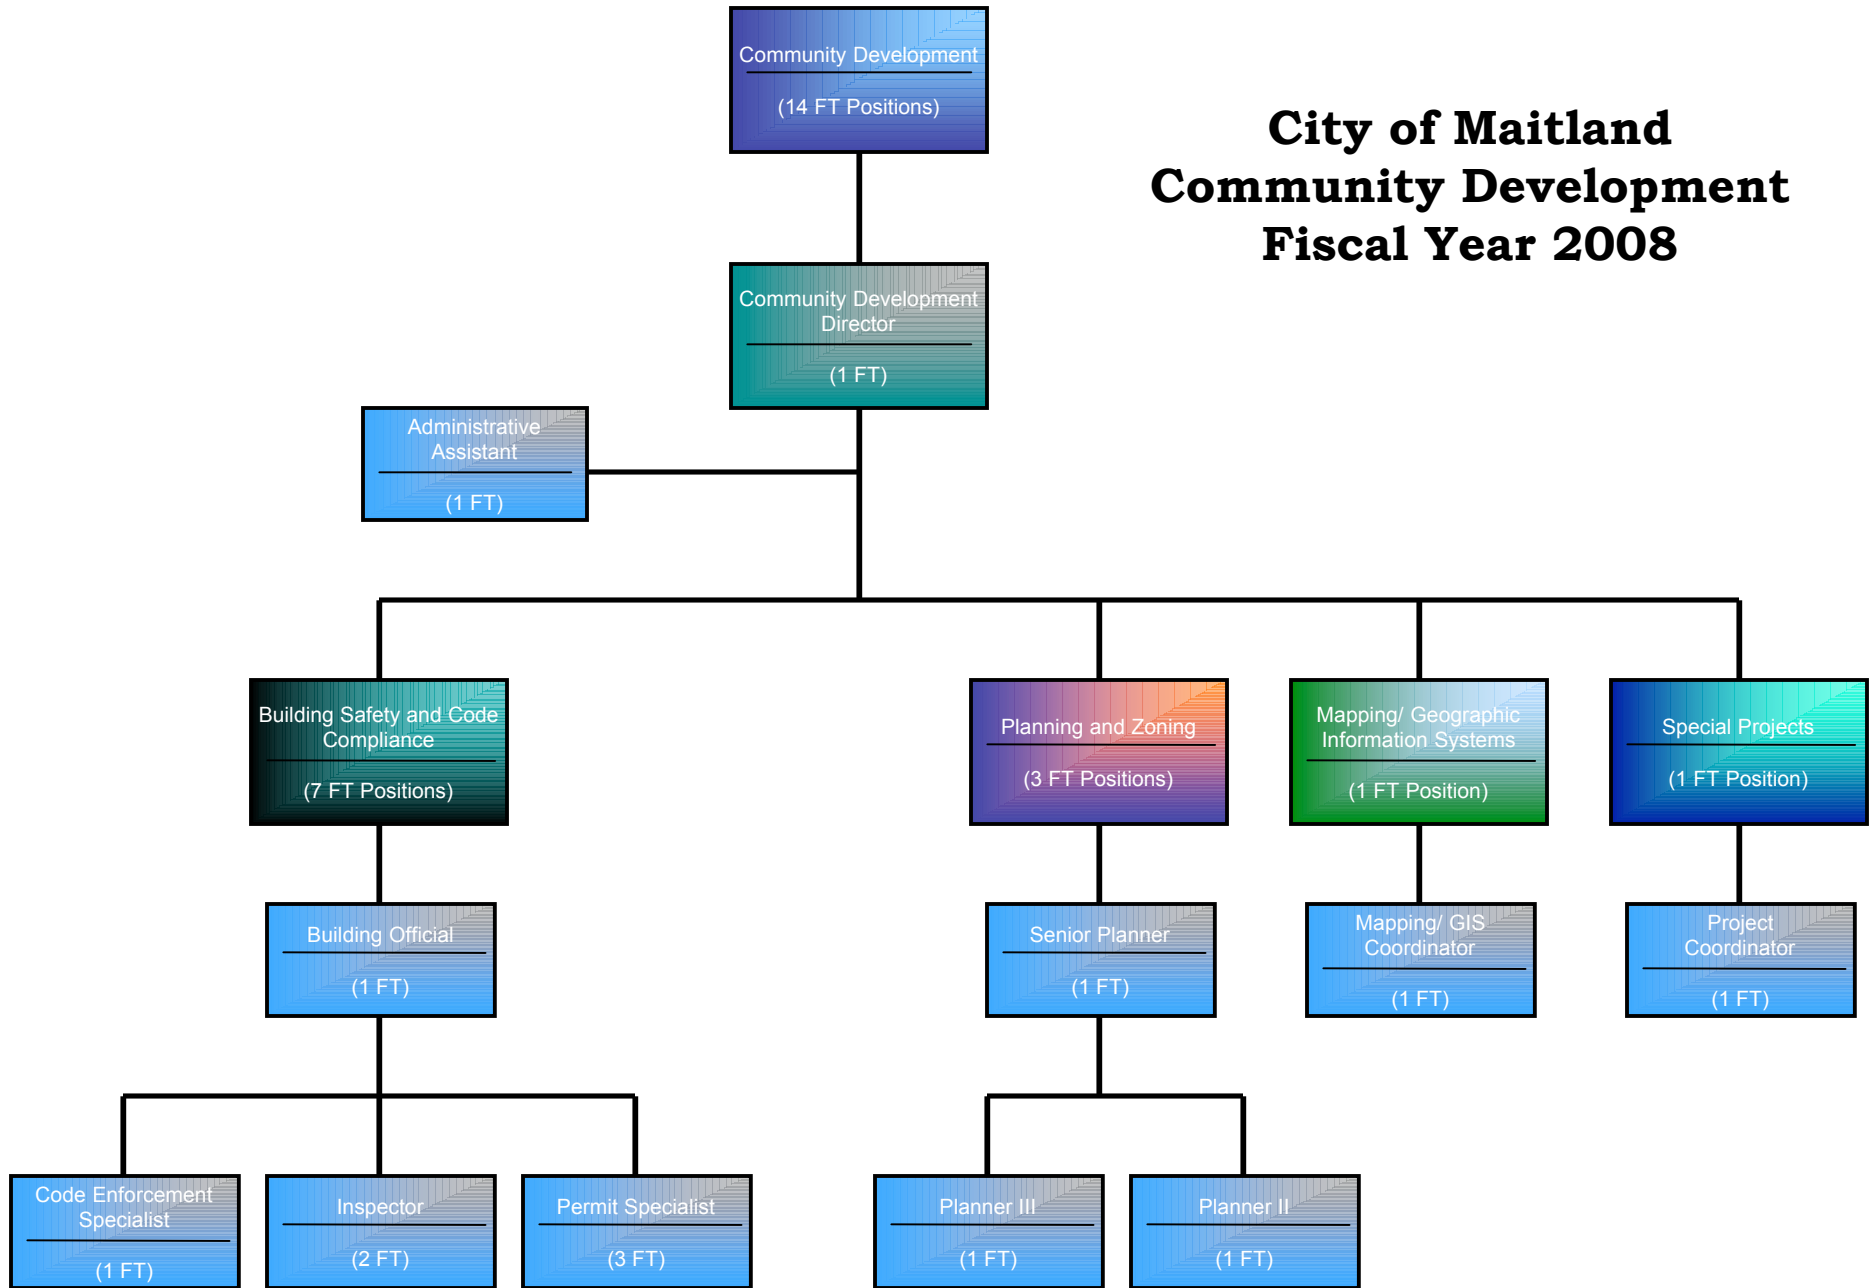 Community Development
(14 FT Positions)
City of Maitland
Community Development
Fiscal Year 2008
Community Development
Director
(1 FT)
Administrative
Assistant
(1 FT)
Building Safety and Code
Compliance
(7 FT Positions)
Planning and Zoning
(3 FT Positions)
Mapping/ Geographic
Information Systems
(1 FT Position)
Special Projects
(1 FT Position)
Building Official
(1 FT)
Senior Planner
(1 FT)
Mapping/ GIS
Coordinator
(1 FT)
Project
Coordinator
(1 FT)
Code Enforcement
Specialist
(1 FT)
Inspector
(2 FT)
Permit Specialist
(3 FT)
Planner III
(1 FT)
Planner II
(1 FT)